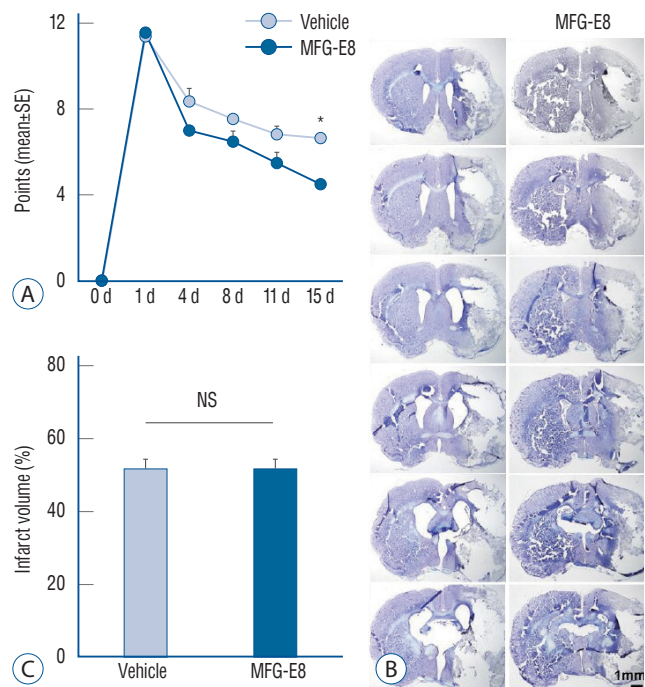 12
8
4
0
Points (mean±SE)
Vehicle
MFG-E8
*
0 d 1 d 4 d 8 d 11 d 15 d
A
80
60
40
20
0
Infarct volume (%)
NS
Vehicle MFG-E8
C
MFG-E8
1mm
B